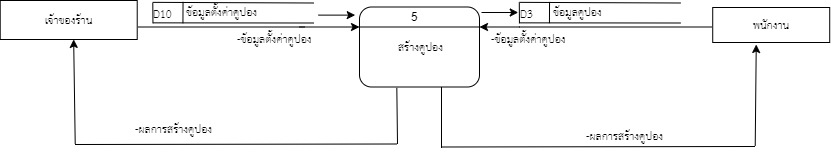 D10 ข้อมูลตั้งค่าคูปอง
5
D3 ข้อมูลคูปอง
เจ้าของร้าน
สร้างคูปอง
พนักงาน
-ข้อมูลตั้งค่าคูปอง
-ข้อมูลตั้งค่าคูปอง
-ผลการสร้างคูปอง
-ผลการสร้างคูปอง